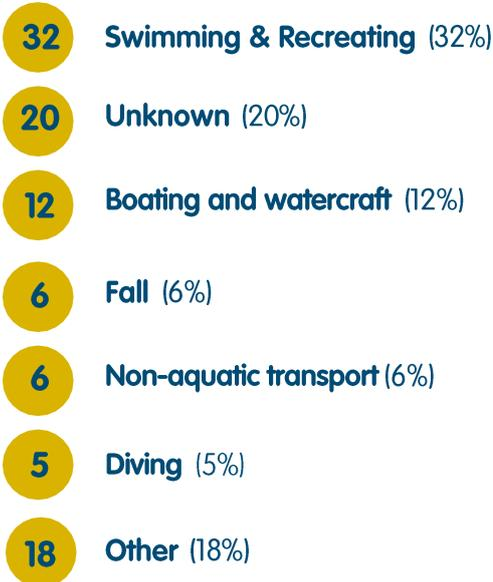 32 Swimming & Recreating (32%)
20 Unknown (20%)
12 Boating and watercraft (12%)
6 Fall (6%)
6 Non-aquatic transport (6%)
5 Diving (5%)
18 Other (18%)